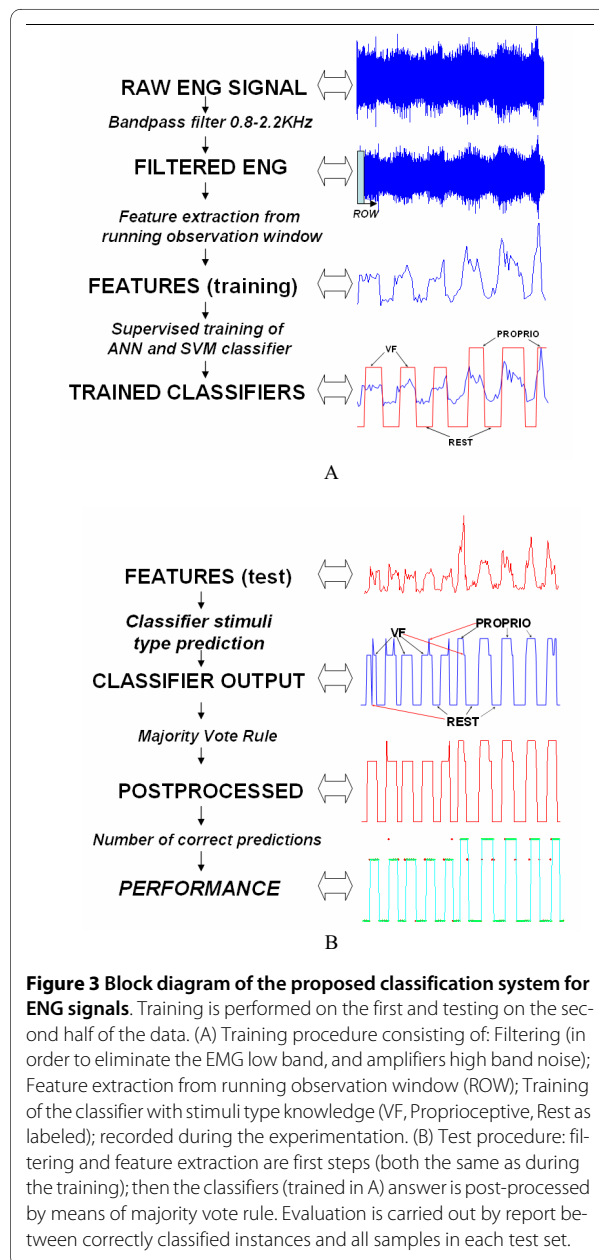 RAW ENG SIGNAL
Bandpass filter 0.8-2.2KHz
FILTERED ENG
ROW
Feature extraction from
running observation window
FEATURES (training)
Supervised training of
ANN and SVM classifier
PROPRIO
VF
TRAINED CLASSIFIERS
REST
A
FEATURES (test)
Classifier stimuli
type prediction
PROPRIO
VF
CLASSIFIER OUTPUT
REST
Majority Vote Rule
POSTPROCESSED
Number of correct predictions
PERFORMANCE
B
Figure 3 Block diagram of the proposed classification system for
ENG signals. Training is performed on the first and testing on the sec-
ond half of the data. (A) Training procedure consisting of: Filtering (in
order to eliminate the EMG low band, and amplifiers high band noise);
Feature extraction from running observation window (ROW); Training
of the classifier with stimuli type knowledge (VF, Proprioceptive, Rest as
labeled); recorded during the experimentation. (B) Test procedure: fil-
tering and feature extraction are first steps (both the same as during
the training); then the classifiers (trained in A) answer is post-processed
by means of majority vote rule. Evaluation is carried out by report be-
tween correctly classified instances and all samples in each test set.